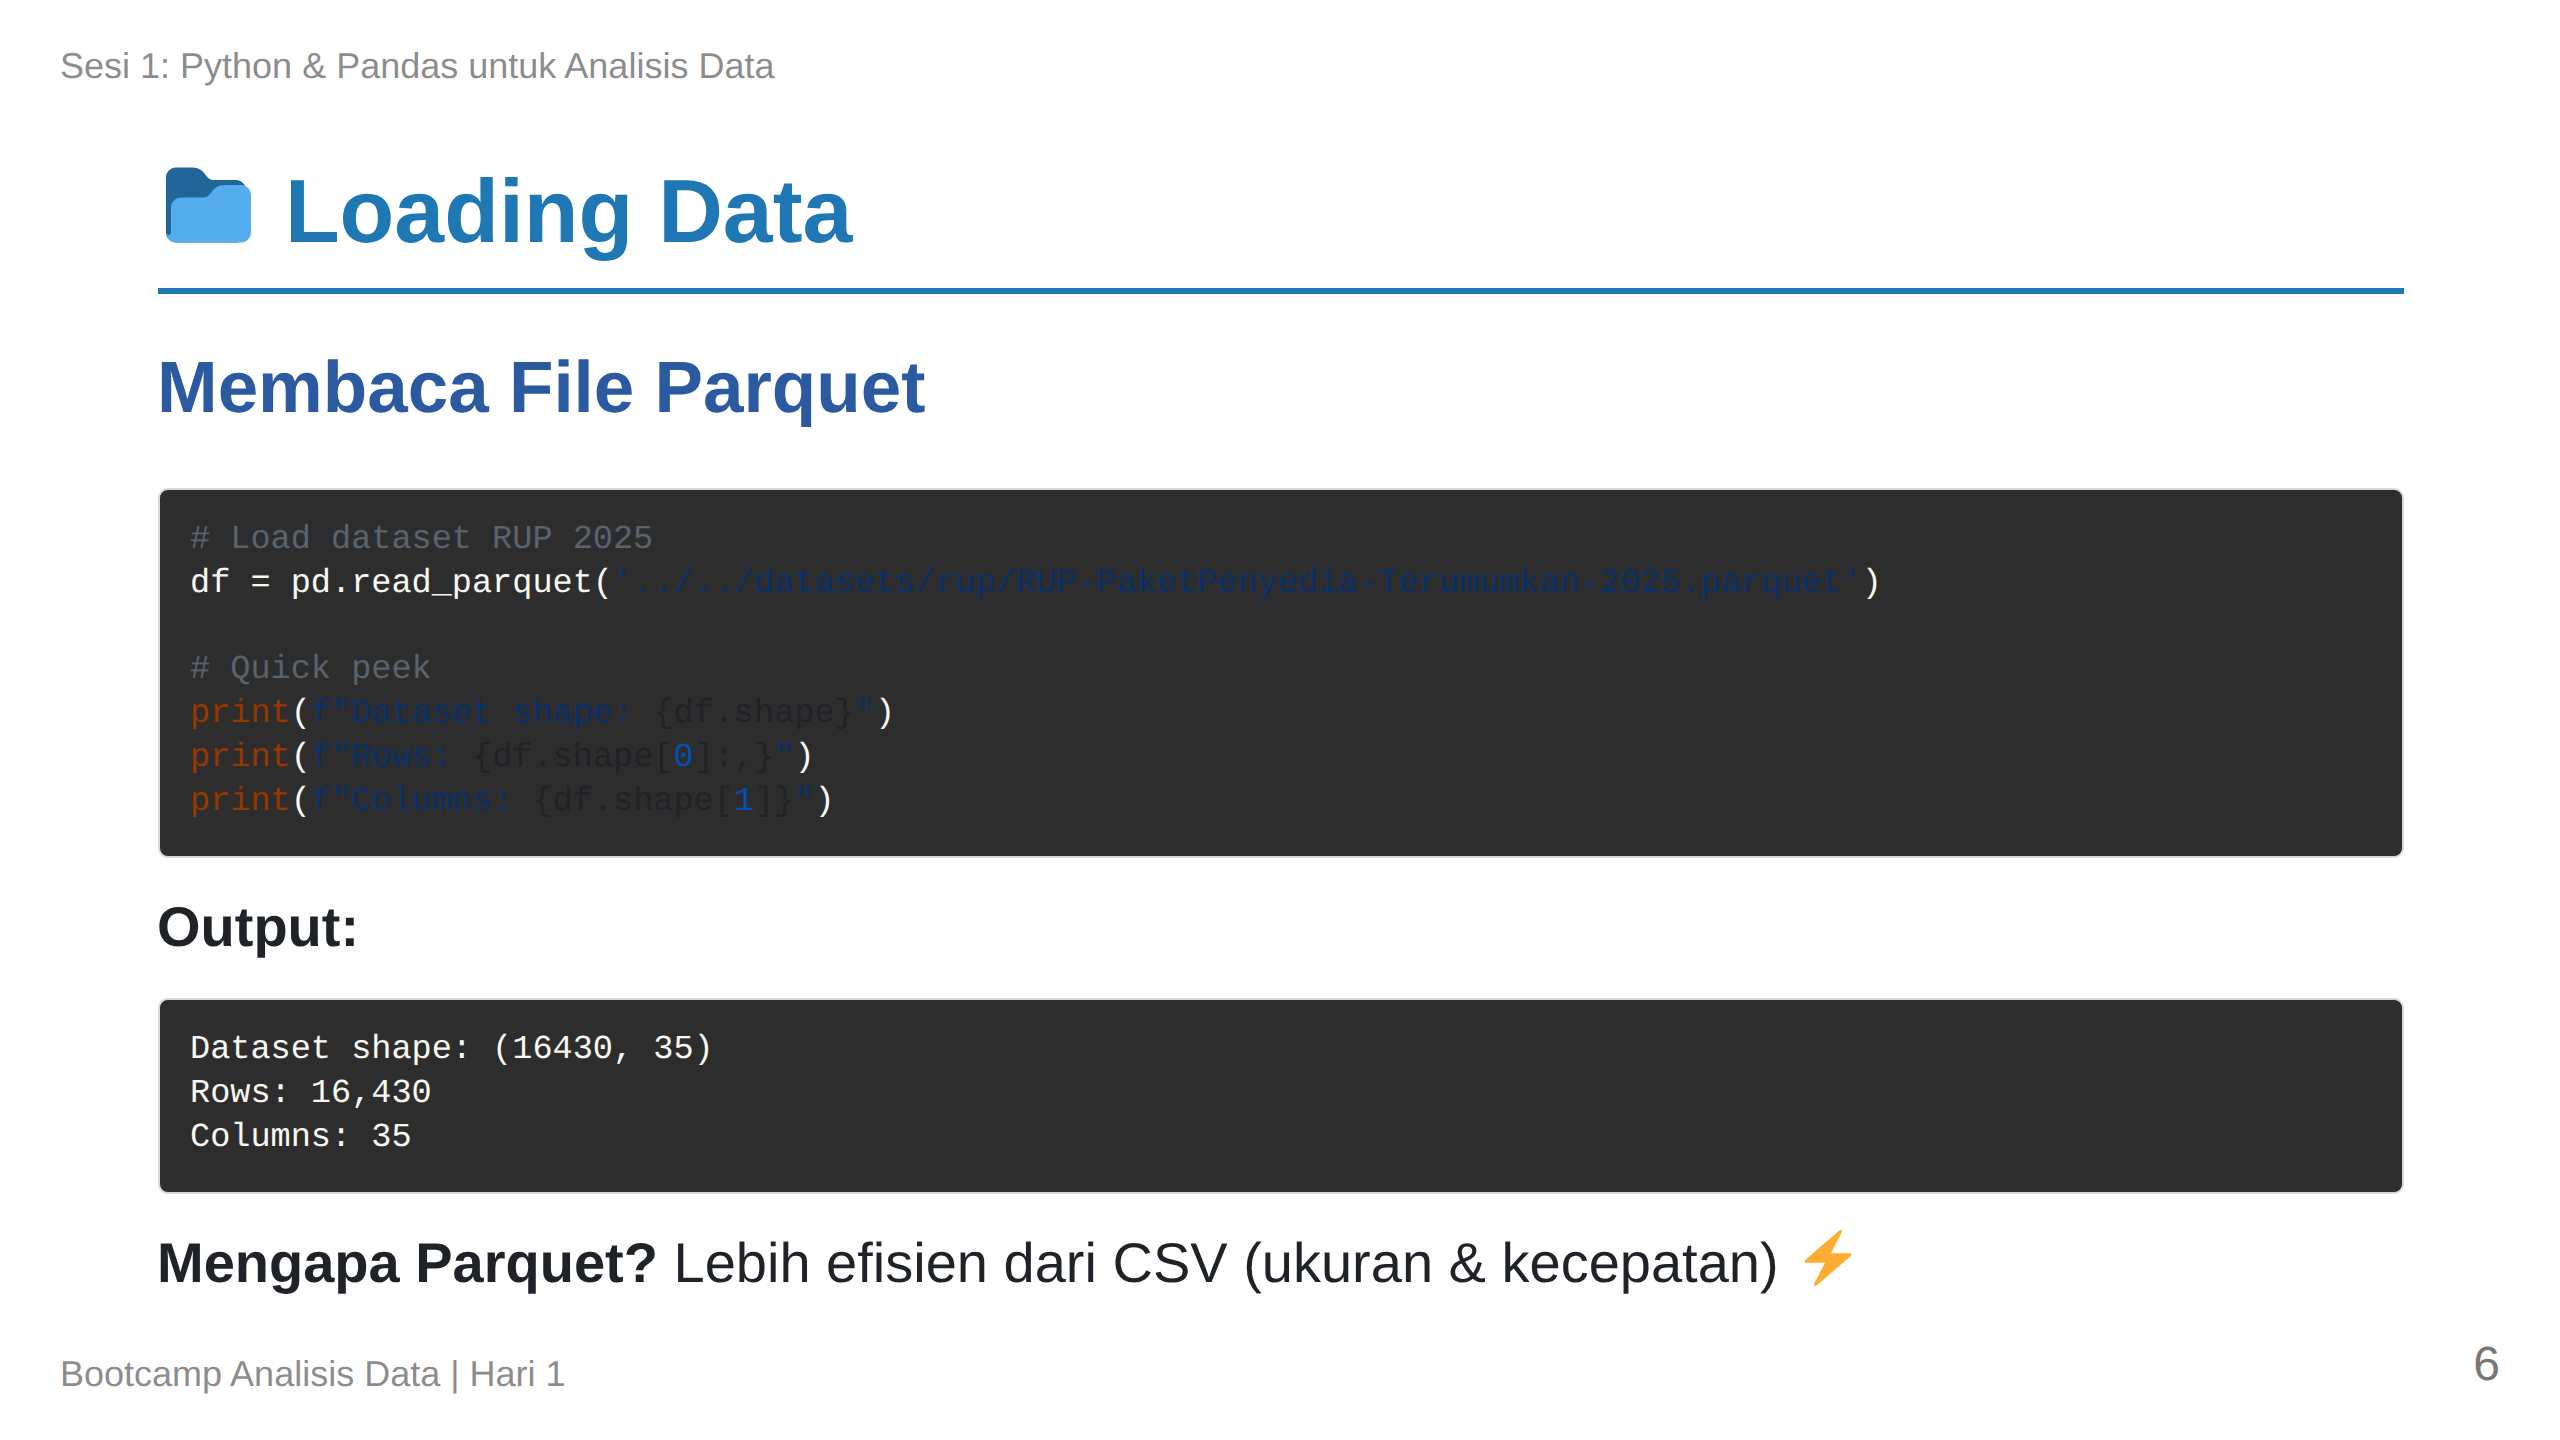 Sesi 1: Python & Pandas untuk Analisis Data
Loading Data
Membaca File Parquet
# Load dataset RUP 2025
df = pd.read_parquet('../../datasets/rup/RUP-PaketPenyedia-Terumumkan-2025.parquet')
# Quick peek
print(f"Dataset shape: {df.shape}")
print(f"Rows: {df.shape[0]:,}")
print(f"Columns: {df.shape[1]}")
Output:
Dataset shape: (16430, 35)
Rows: 16,430
Columns: 35
Mengapa Parquet? Lebih efisien dari CSV (ukuran & kecepatan) ⚡
Bootcamp Analisis Data | Hari 1
6